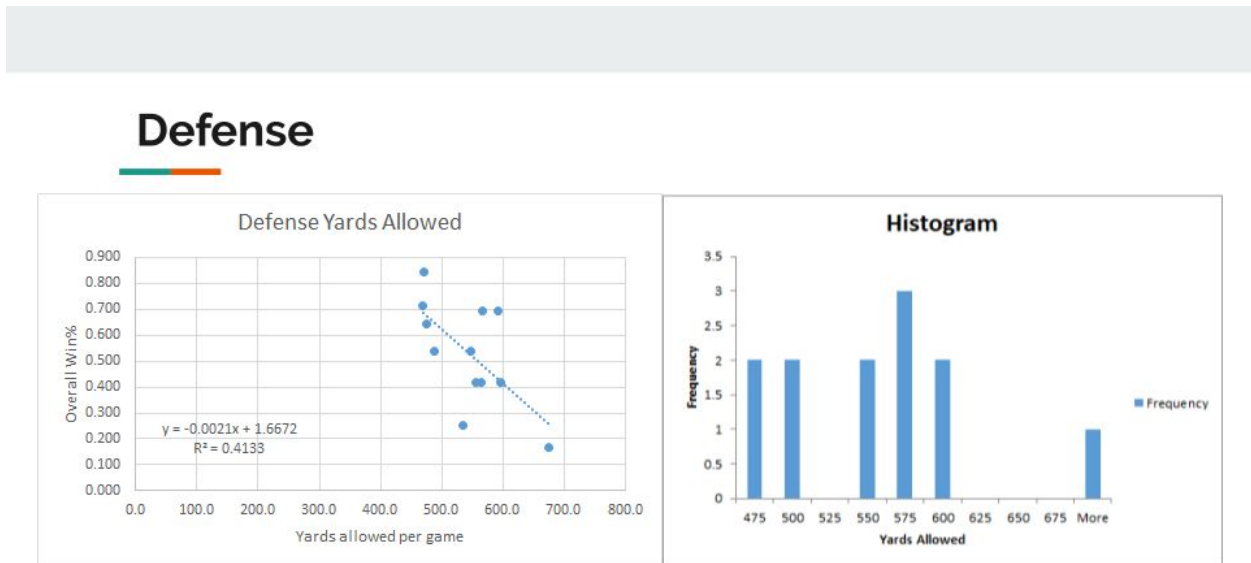 Defense
Defense Yards Allowed
Overall Win%
0.900
0.800
0.700
0.600
0.500
0.400
0.300
0.200
0.100
0.000
y = -0.0021x + 1.6672
R² = 0.4133
0.0 100.0 200.0 300.0 400.0 500.0 600.0 700.0 800.0
Yards allowed per game
Histogram
Frequency
3.5
3
2.5
2
1.5
1
0.5
0
475 500 525 550 575 600 625 650 675 More
Yards Allowed
Frequency